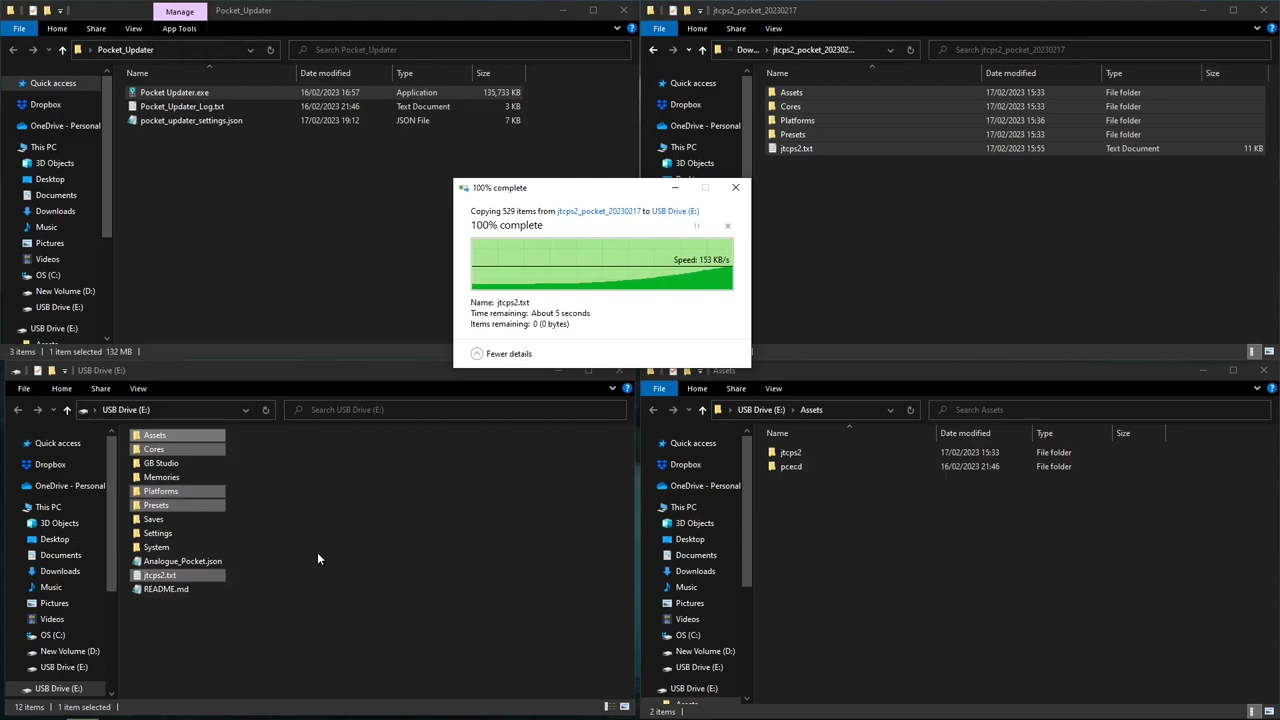 Manage
Pocket_Updater
File
Home
Share
View
App Tools
Pocket_Updater
Search Pocket_Updater
Name
Date modified
Type
Size
Quick access
Dropbox
OneDrive - Personal
This PC
3D Objects
Desktop
Documents
Downloads
Music
Pictures
Videos
OS (C:)
New Volume (D:)
USB Drive (E:)
USB Drive (E:)
Pocket Updater.exe 16/02/2023 16:57 Application 135,733 KB
Pocket_Updater_Log.txt 16/02/2023 21:46 Text Document 3 KB
pocket_updater_settings.json 17/02/2023 19:12 JSON File 7 KB
3 items 1 item selected 132 MB
jtcps2_pocket_20230217
File
Home
Share
View
Dow... jtcps2_pocket_202302...
Search jtcps2_pocket_20230217
Name
Date modified
Type
Size
Quick access
Dropbox
OneDrive - Personal
This PC
3D Objects
Assets 17/02/2023 15:33 File folder
Cores 17/02/2023 15:33 File folder
Platforms 17/02/2023 15:36 File folder
Presets 17/02/2023 15:33 File folder
jtcps2.txt 17/02/2023 15:55 Text Document 11 KB
100% complete
Copying 529 items from jtcps2_pocket_20230217 to USB Drive (E:)
100% complete
Speed: 153 KB/s
Name: jtcps2.txt
Time remaining: About 5 seconds
Items remaining: 0 (0 bytes)
Fewer details
USB Drive (E:)
File
Home
Share
View
USB Drive (E:)
Search USB Drive (E:)
Quick access
Dropbox
OneDrive - Personal
This PC
3D Objects
Desktop
Documents
Downloads
Music
Pictures
Videos
OS (C:)
New Volume (D:)
USB Drive (E:)
USB Drive (E:)
Assets
Cores
GB Studio
Memories
Platforms
Presets
Saves
Settings
System
Analogue_Pocket.json
jtcps2.txt
README.md
12 items 1 item selected
Assets
File
Home
Share
View
USB Drive (E:) Assets
Search Assets
Name
Date modified
Type
Size
Quick access
Dropbox
OneDrive - Personal
This PC
3D Objects
Desktop
Documents
Downloads
Music
Pictures
Videos
OS (C:)
New Volume (D:)
USB Drive (E:)
USB Drive (E:)
jtcps2 17/02/2023 15:33 File folder
pcecd 16/02/2023 21:46 File folder
2 items